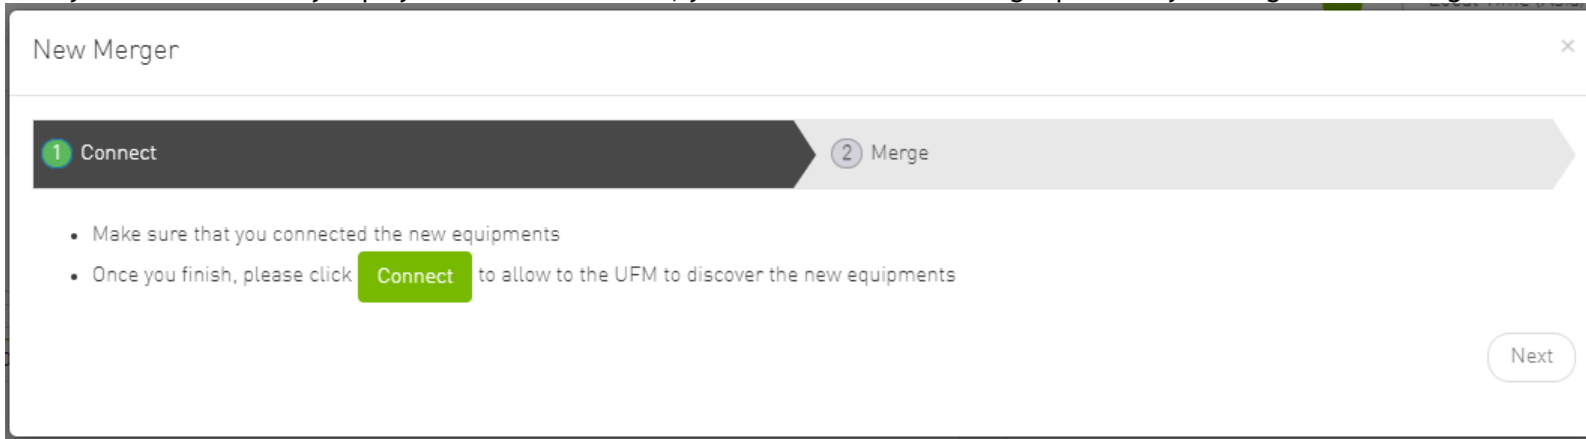 New Merger
×
1 Connect
2 Merge
• Make sure that you connected the new equipments
• Once you finish, please click Connect to allow to the UFM to discover the new equipments
Next